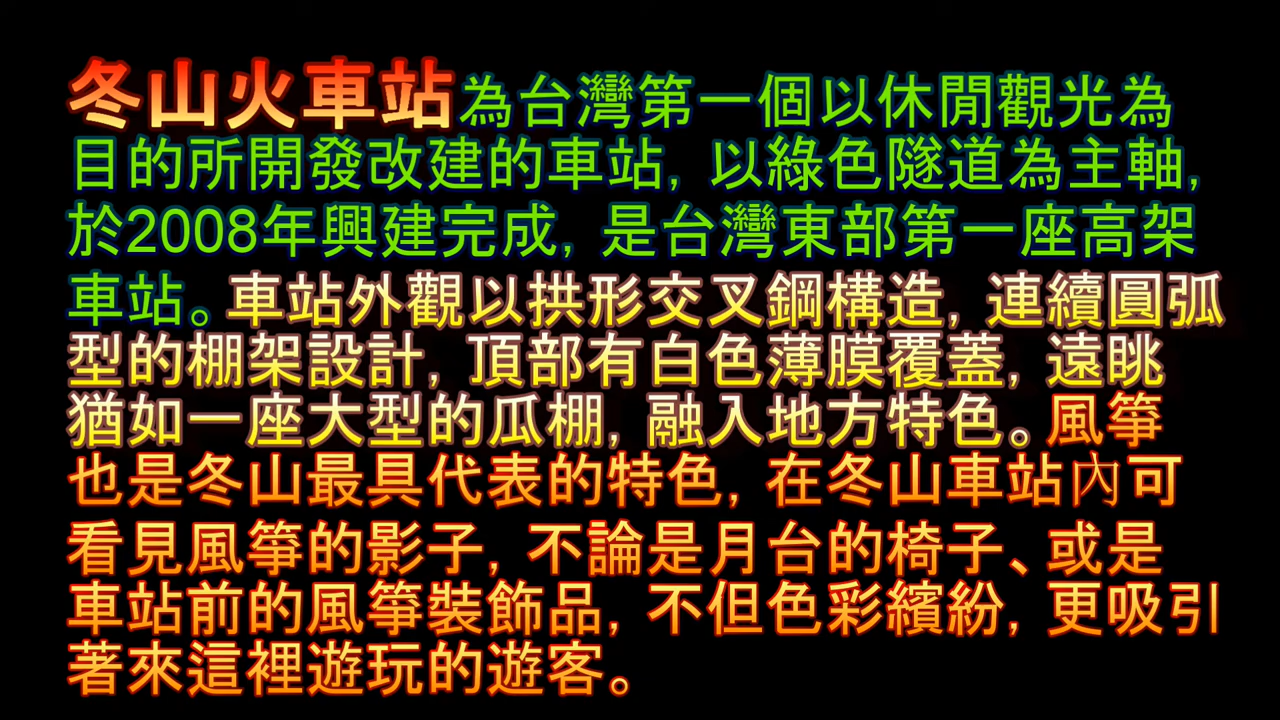 冬山火車站為台灣第一個以休閒觀光為
目的所開發改建的車站, 以綠色隧道為主軸,
於2008年興建完成, 是台灣東部第一座高架
車站。車站外觀以拱形交叉鋼構造, 連續圓弧
型的棚架設計, 頂部有白色薄膜覆蓋, 遠眺
猶如一座大型的瓜棚, 融入地方特色。風箏
也是冬山最具代表的特色, 在冬山車站內可
看見風箏的影子, 不論是月台的椅子、或是
車站前的風箏裝飾品, 不但色彩繽紛, 更吸引
著來這裡遊玩的遊客。